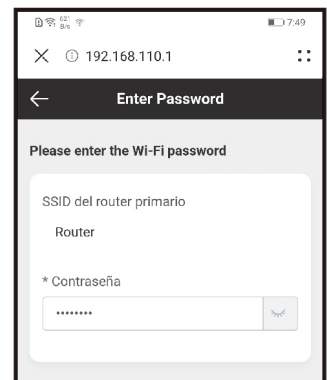 621 B/s 7:49
192.168.110.1
Enter Password
Please enter the Wi-Fi password
SSID del router primario
Router
* Contraseña
••••••••